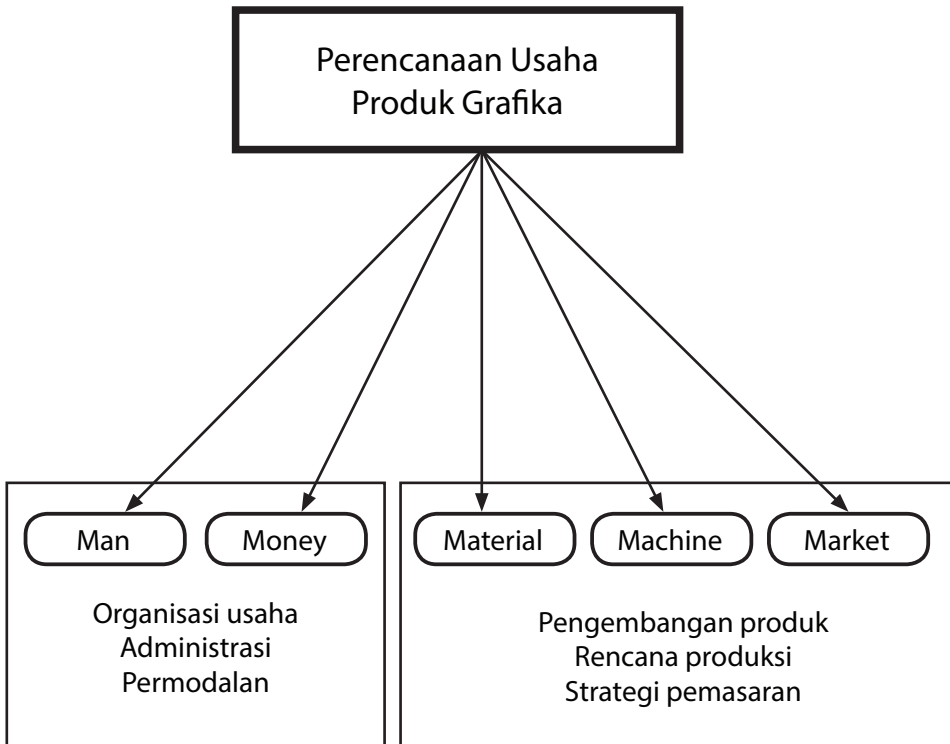 Perencanaan Usaha
Produk Grafika
Man
Money
Material
Machine
Market
Organisasi usaha
Administrasi
Permodalan
Pengembangan produk
Rencana produksi
Strategi pemasaran